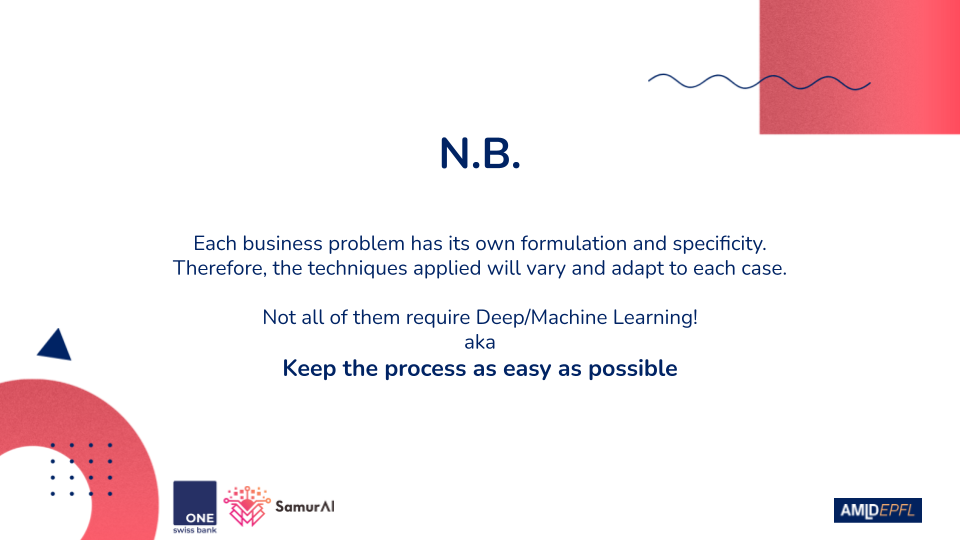 N.B.
Each business problem has its own formulation and specificity.
Therefore, the techniques applied will vary and adapt to each case.
Not all of them require Deep/Machine Learning!
aka
Keep the process as easy as possible
ONE
swiss bank
SamurAI
AMLDEPFL